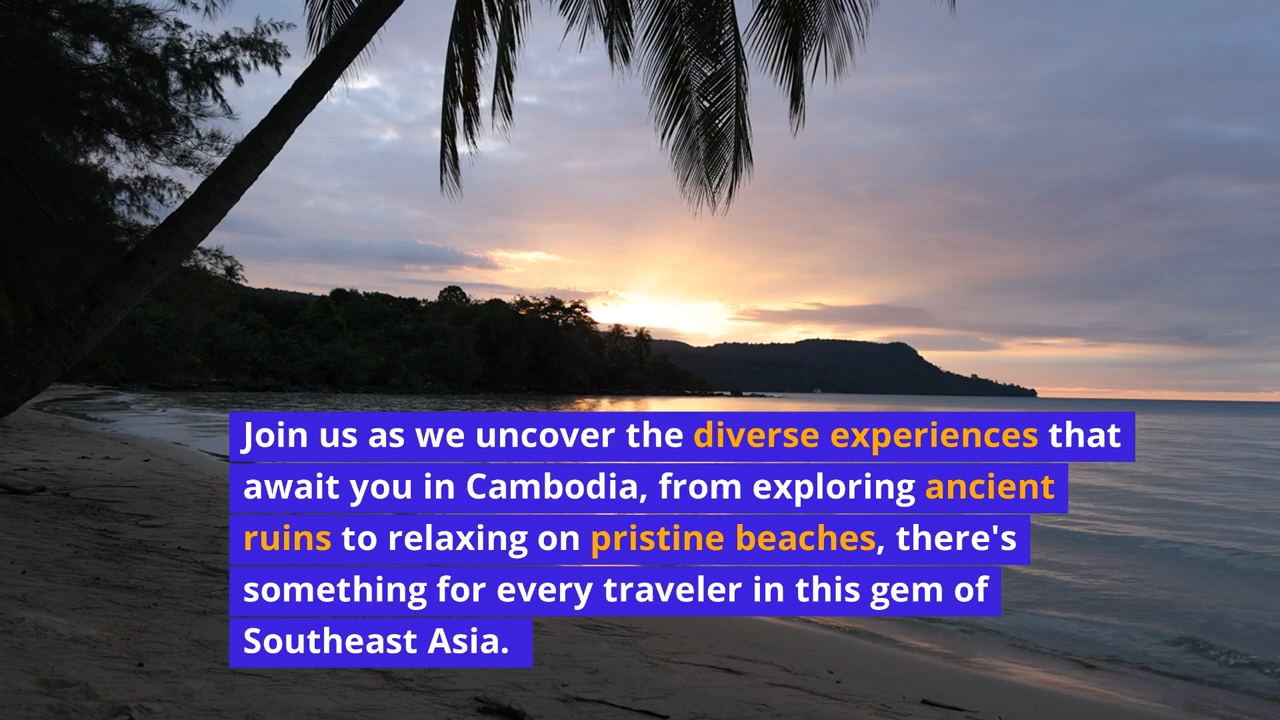 Join us as we uncover the diverse experiences that
await you in Cambodia, from exploring ancient
ruins to relaxing on pristine beaches, there's
something for every traveler in this gem of
Southeast Asia.